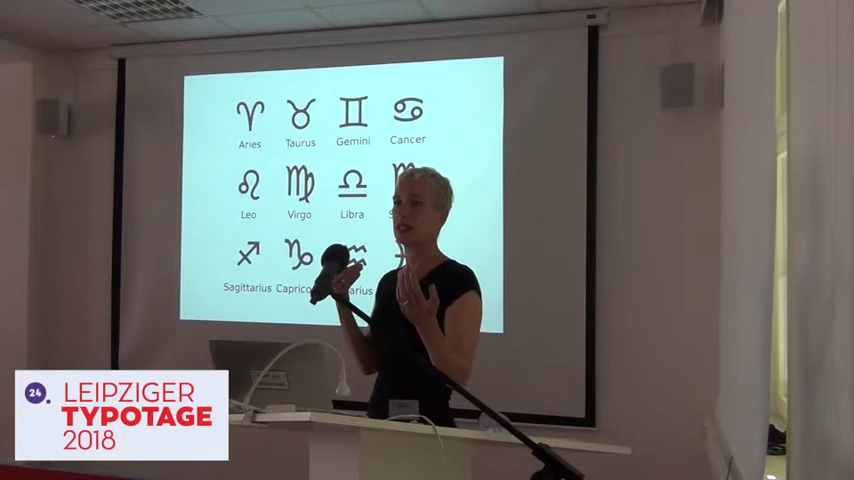 Aries Taurus Gemini Cancer
Leo Virgo Libra
Sagittarius
24.
LEIPZIGER
TYPOTAGE
2018